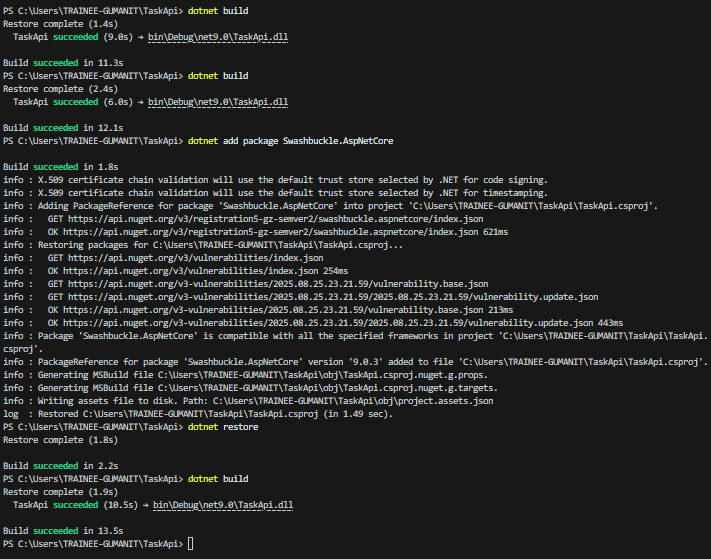 PS C:\Users\TRAINEE-GUMANIT\TaskApi> dotnet build
Restore complete (1.4s)
  TaskApi succeeded (9.0s) → bin\Debug\net9.0\TaskApi.dll

Build succeeded in 11.3s
PS C:\Users\TRAINEE-GUMANIT\TaskApi> dotnet build
Restore complete (2.4s)
  TaskApi succeeded (6.0s) → bin\Debug\net9.0\TaskApi.dll

Build succeeded in 12.1s
PS C:\Users\TRAINEE-GUMANIT\TaskApi> dotnet add package Swashbuckle.AspNetCore

Build succeeded in 1.8s
info : X.509 certificate chain validation will use the default trust store selected by .NET for code signing.
info : X.509 certificate chain validation will use the default trust store selected by .NET for timestamping.
info : Adding PackageReference for package 'Swashbuckle.AspNetCore' into project 'C:\Users\TRAINEE-GUMANIT\TaskApi\TaskApi.csproj'.
info :   GET https://api.nuget.org/v3/registration5-gz-semver2/swashbuckle.aspnetcore/index.json
info :   OK https://api.nuget.org/v3/registration5-gz-semver2/swashbuckle.aspnetcore/index.json 621ms
info : Restoring packages for C:\Users\TRAINEE-GUMANIT\TaskApi\TaskApi.csproj...
info :   GET https://api.nuget.org/v3/vulnerabilities/index.json
info :   OK https://api.nuget.org/v3/vulnerabilities/index.json 254ms
info :   GET https://api.nuget.org/v3-vulnerabilities/2025.08.25.23.21.59/vulnerability.base.json
info :   GET https://api.nuget.org/v3-vulnerabilities/2025.08.25.23.21.59/2025.08.25.23.21.59/vulnerability.update.json
info :   OK https://api.nuget.org/v3-vulnerabilities/2025.08.25.23.21.59/vulnerability.base.json 213ms
info :   OK https://api.nuget.org/v3-vulnerabilities/2025.08.25.23.21.59/2025.08.25.23.21.59/vulnerability.update.json 443ms
info : Package 'Swashbuckle.AspNetCore' is compatible with all the specified frameworks in project 'C:\Users\TRAINEE-GUMANIT\TaskApi\TaskApi.
csproj'.
info : PackageReference for package 'Swashbuckle.AspNetCore' version '9.0.3' added to file 'C:\Users\TRAINEE-GUMANIT\TaskApi\TaskApi.csproj'.
info : Generating MSBuild file C:\Users\TRAINEE-GUMANIT\TaskApi\obj\TaskApi.csproj.nuget.g.props.
info : Generating MSBuild file C:\Users\TRAINEE-GUMANIT\TaskApi\obj\TaskApi.csproj.nuget.g.targets.
info : Writing assets file to disk. Path: C:\Users\TRAINEE-GUMANIT\TaskApi\obj\project.assets.json
log  : Restored C:\Users\TRAINEE-GUMANIT\TaskApi\TaskApi.csproj (in 1.49 sec).
PS C:\Users\TRAINEE-GUMANIT\TaskApi> dotnet restore
Restore complete (1.8s)

Build succeeded in 2.2s
PS C:\Users\TRAINEE-GUMANIT\TaskApi> dotnet build
Restore complete (1.9s)
  TaskApi succeeded (10.5s) → bin\Debug\net9.0\TaskApi.dll

Build succeeded in 13.5s
PS C:\Users\TRAINEE-GUMANIT\TaskApi>